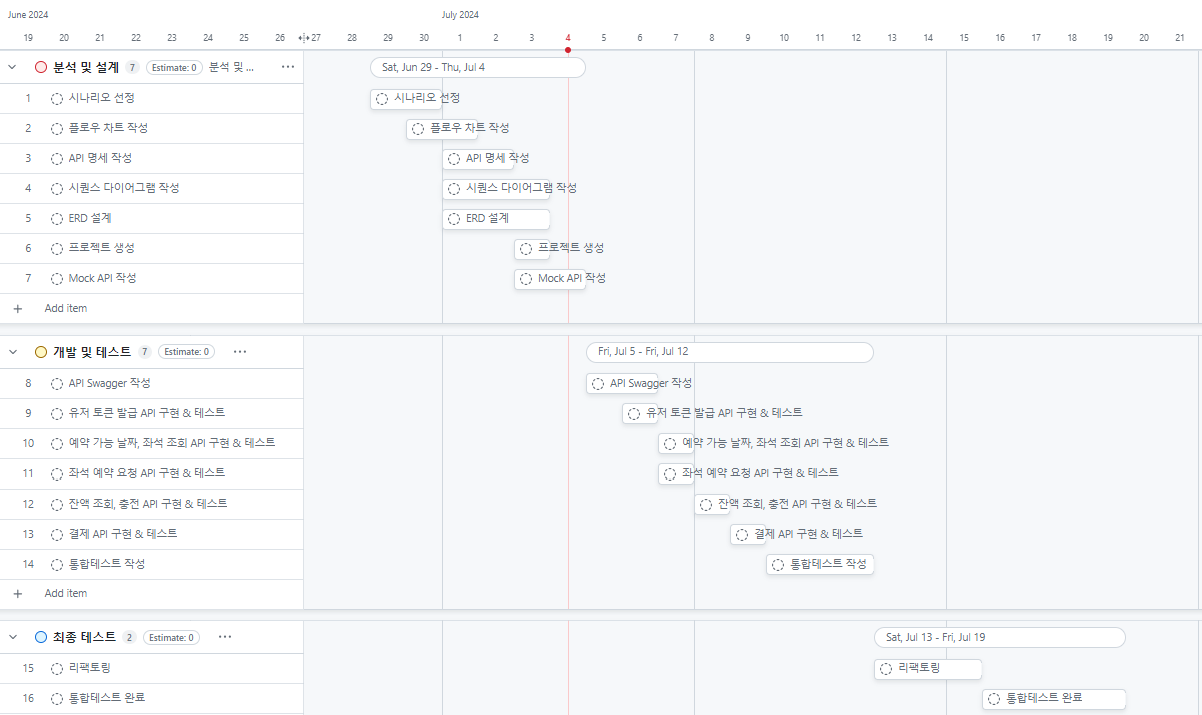 June 2024
July 2024
19 20 21 22 23 24 25 26 27 28 29 30 1 2 3 4 5 6 7 8 9 10 11 12 13 14 15 16 17 18 19 20 21
분석 및 설계 7 Estimate: 0 분석 및 ... ···
Sat, Jun 29 - Thu, Jul 4
1 시나리오 선정 시나리오 선정
2 플로우 차트 작성 플로우 차트 작성
3 API 명세 작성 API 명세 작성
4 시퀀스 다이어그램 작성 시퀀스 다이어그램 작성
5 ERD 설계 ERD 설계
6 프로젝트 생성 프로젝트 생성
7 Mock API 작성 Mock API 작성
+ Add item
개발 및 테스트 7 Estimate: 0 ···
Fri, Jul 5 - Fri, Jul 12
8 API Swagger 작성 API Swagger 작성
9 유저 토큰 발급 API 구현 & 테스트 유저 토큰 발급 API 구현 & 테스트
10 예약 가능 날짜, 좌석 조회 API 구현 & 테스트 예약 가능 날짜, 좌석 조회 API 구현 & 테스트
11 좌석 예약 요청 API 구현 & 테스트 좌석 예약 요청 API 구현 & 테스트
12 잔액 조회, 충전 API 구현 & 테스트 잔액 조회, 충전 API 구현 & 테스트
13 결제 API 구현 & 테스트 결제 API 구현 & 테스트
14 통합테스트 작성 통합테스트 작성
+ Add item
최종 테스트 2 Estimate: 0 ···
Sat, Jul 13 - Fri, Jul 19
15 리팩토링 리팩토링
16 통합테스트 완료 통합테스트 완료